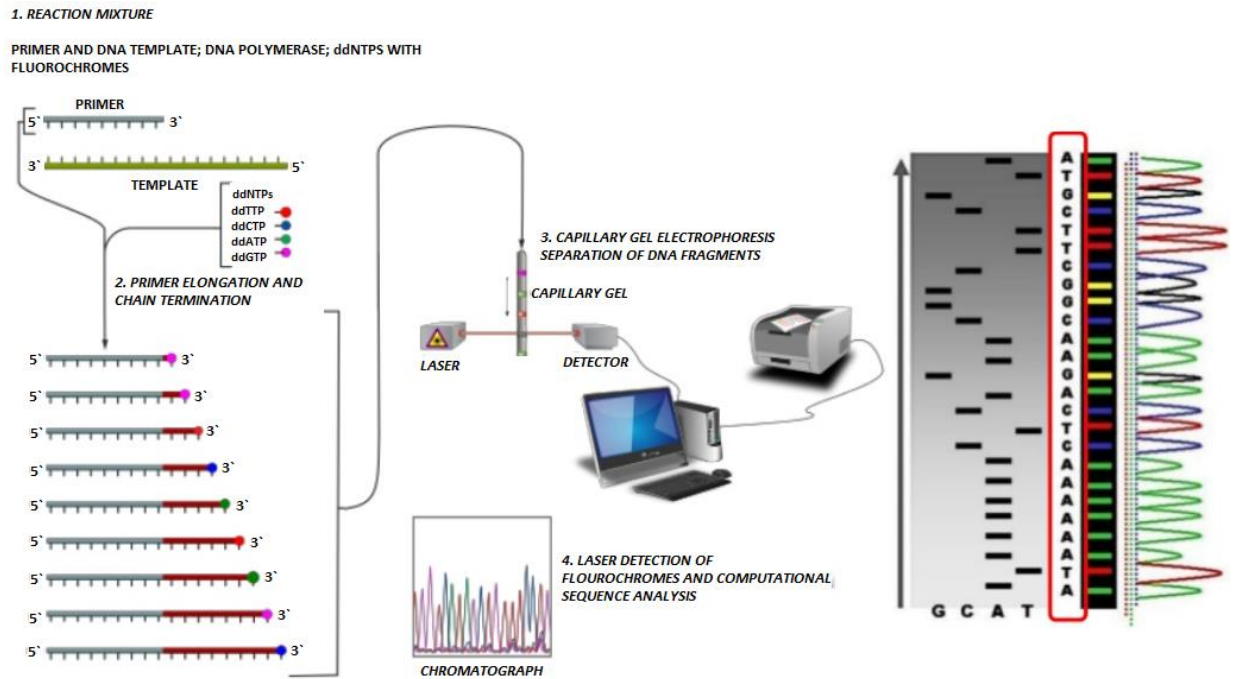 1. REACTION MIXTURE
PRIMER AND DNA TEMPLATE; DNA POLYMERASE; ddNTPS WITH
FLUOROCHROMES
PRIMER
5` 3`
3` 5`
TEMPLATE
ddNTPs
ddTTP
ddCTP
ddATP
ddGTP
2. PRIMER ELONGATION AND
CHAIN TERMINATION
5` 3`
5` 3`
5` 3`
5` 3`
5` 3`
5` 3`
5` 3`
5` 3`
5` 3`
3. CAPILLARY GEL ELECTROPHORESIS
SEPARATION OF DNA FRAGMENTS
CAPILLARY GEL
LASER
DETECTOR
4. LASER DETECTION OF
FLOUROCHROMES AND COMPUTATIONAL
SEQUENCE ANALYSIS
CHROMATOGRAPH
A
T
G
C
T
T
C
G
G
C
A
A
G
A
C
T
C
A
A
A
A
A
A
T
A
G C A T